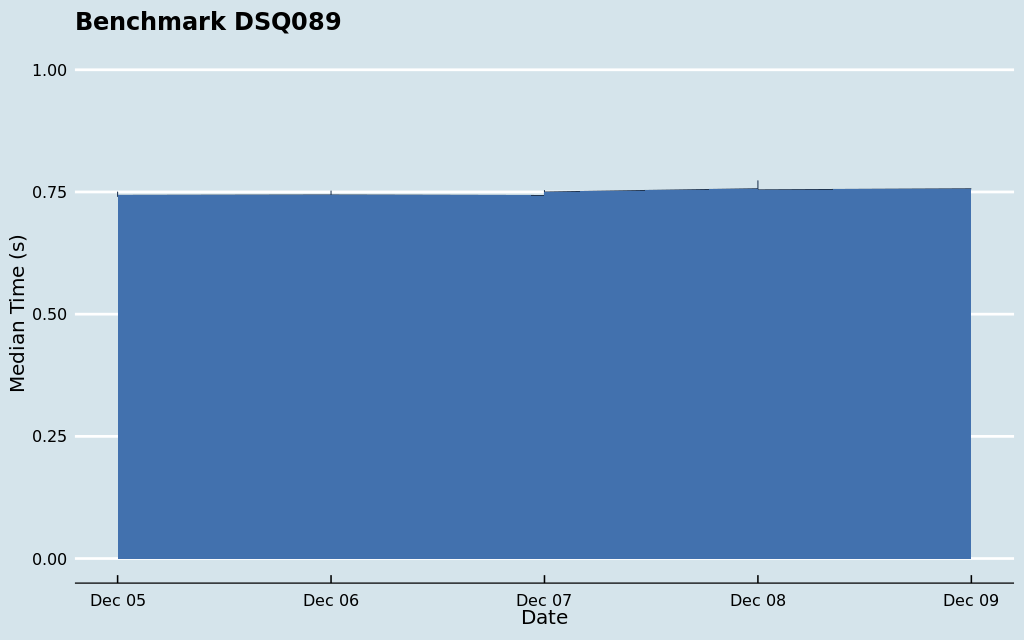 Benchmark DSQ089
1.00
0.75
0.50
0.25
0.00
Median Time (s)
Dec 05
Dec 06
Dec 07
Dec 08
Dec 09
Date